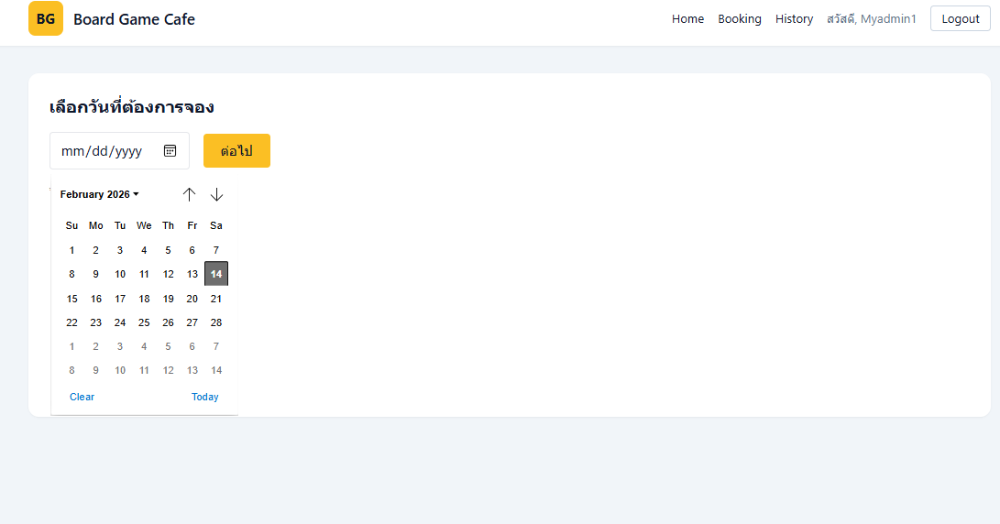 BG Board Game Cafe Home Booking History สวัสดี, Myadmin1 Logout
เลือกวันที่ต้องการจอง
mm/dd/yyyy ต่อไป
February 2026
Su Mo Tu We Th Fr Sa
1 2 3 4 5 6 7
8 9 10 11 12 13 14
15 16 17 18 19 20 21
22 23 24 25 26 27 28
1 2 3 4 5 6 7
8 9 10 11 12 13 14
Clear Today